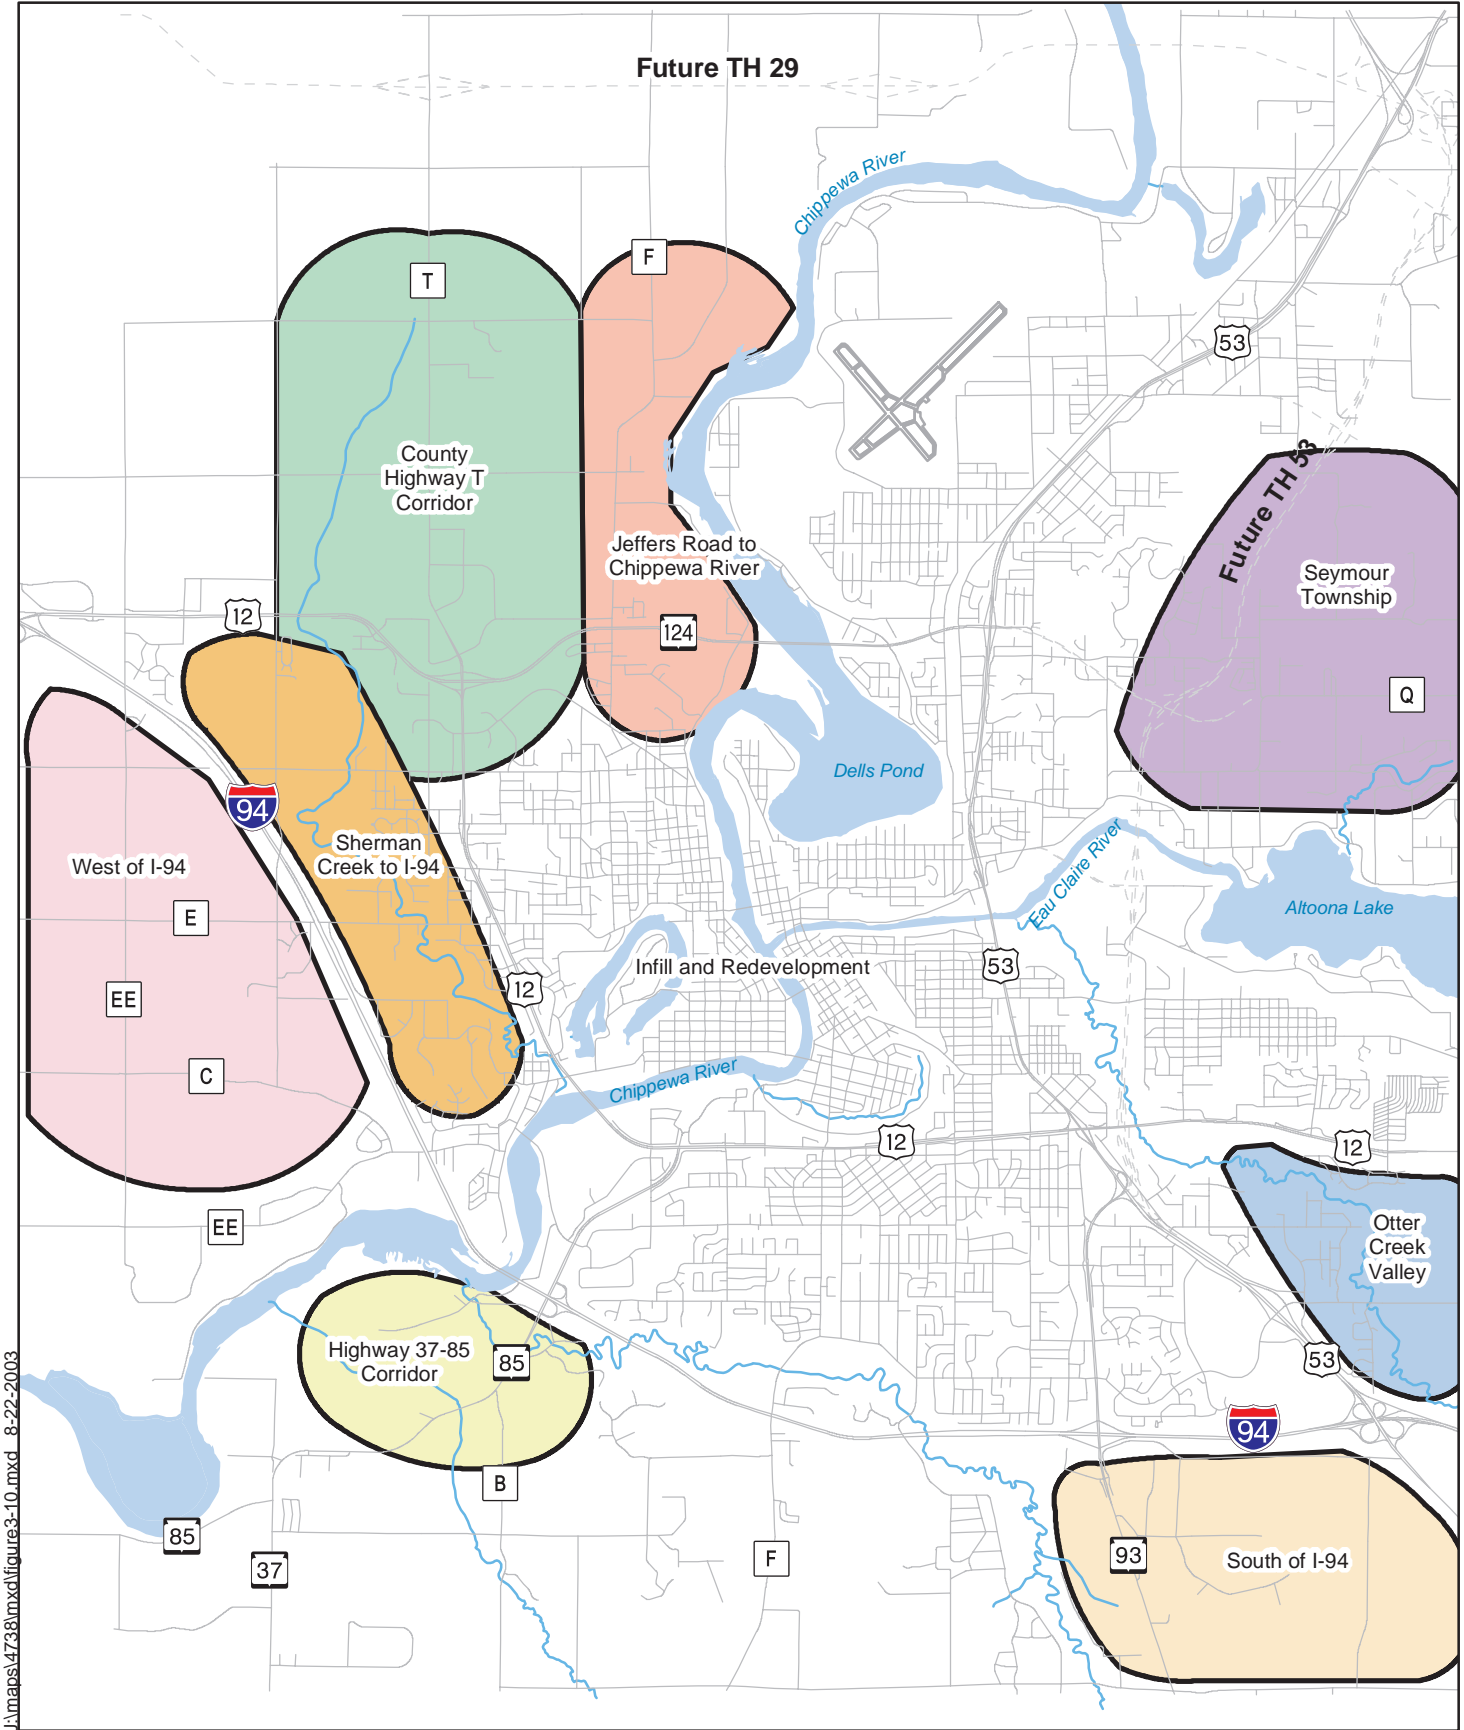 Future TH 29
Chippewa River
F
T
53
County
Highway T
Corridor
Future TH 53
Jeffers Road to
Chippewa River
Seymour
Township
12
124
Q
Dells Pond
94
Sherman
Creek to I-94
West of I-94
Eau Claire River
Altoona Lake
E
Infill and Redevelopment
53
12
EE
C
Chippewa River
12
12
EE
Otter
Creek
Valley
Highway 37-85
Corridor
85
53
94
B
85
37
F
93
South of I-94
J:\maps\4738\mxd\figure3-10.mxd 8-22-2003